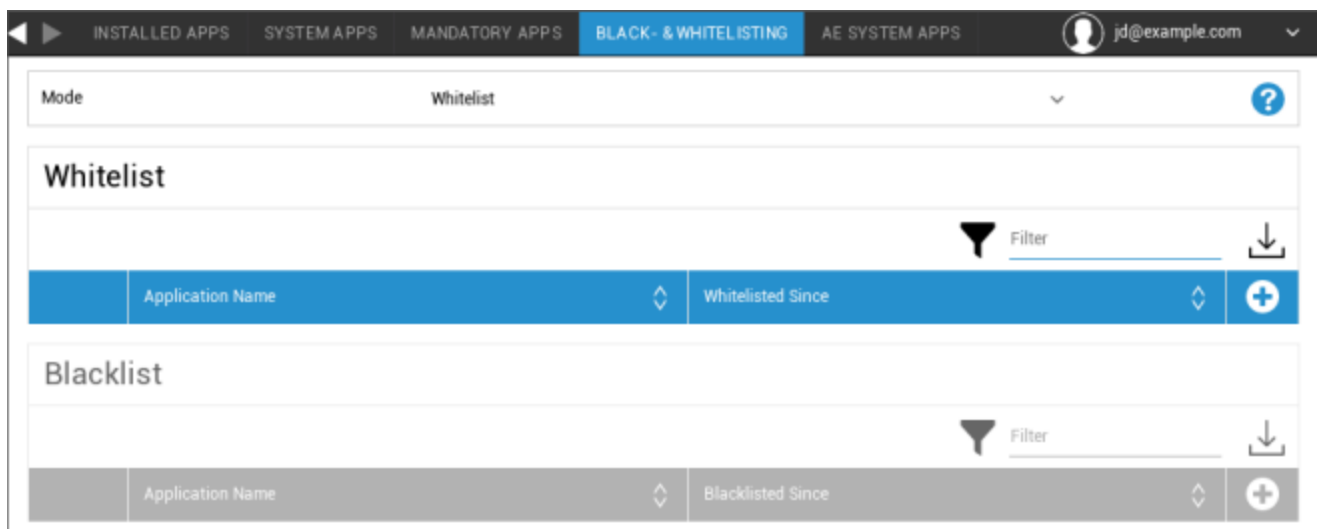 INSTALLED APPS SYSTEM APPS MANDATORY APPS BLACK- & WHITELISTING AE SYSTEM APPS jd@example.com
Mode Whitelist ?
Whitelist
Filter
Application Name Whitelisted Since
Blacklist
Filter
Application Name Blacklisted Since